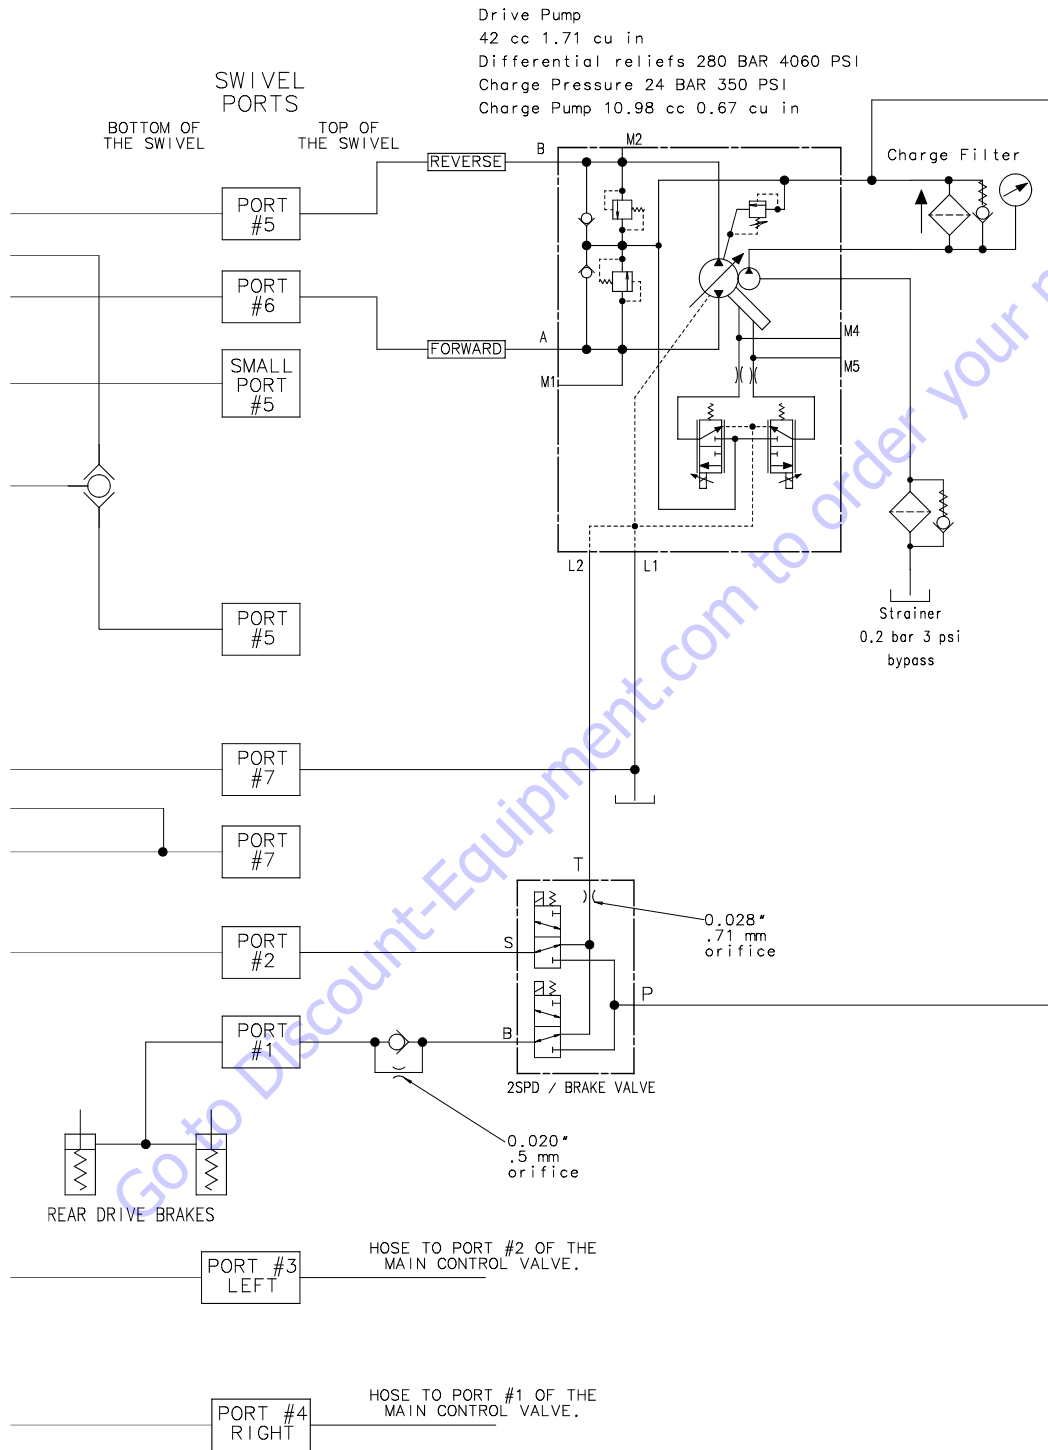 Drive Pump
42 cc 1.71 cu in
Differential reliefs 280 BAR 4060 PSI
Charge Pressure 24 BAR 350 PSI
Charge Pump 10.98 cc 0.67 cu in
SWIVEL
PORTS
BOTTOM OF
THE SWIVEL
TOP OF
THE SWIVEL
REVERSE
B
M2
Charge Filter
PORT
#5
PORT
#6
FORWARD
A
M1
M4
M5
SMALL
PORT
#5
L2
L1
Strainer
0.2 bar 3 psi
bypass
PORT
#5
PORT
#7
PORT
#7
T
0.028"
.71 mm
orifice
PORT
#2
S
P
PORT
#1
B
2SPD / BRAKE VALVE
0.020"
.5 mm
orifice
REAR DRIVE BRAKES
PORT #3
LEFT
HOSE TO PORT #2 OF THE
MAIN CONTROL VALVE.
PORT #4
RIGHT
HOSE TO PORT #1 OF THE
MAIN CONTROL VALVE.
Go to Discount-Equipment.com to order your